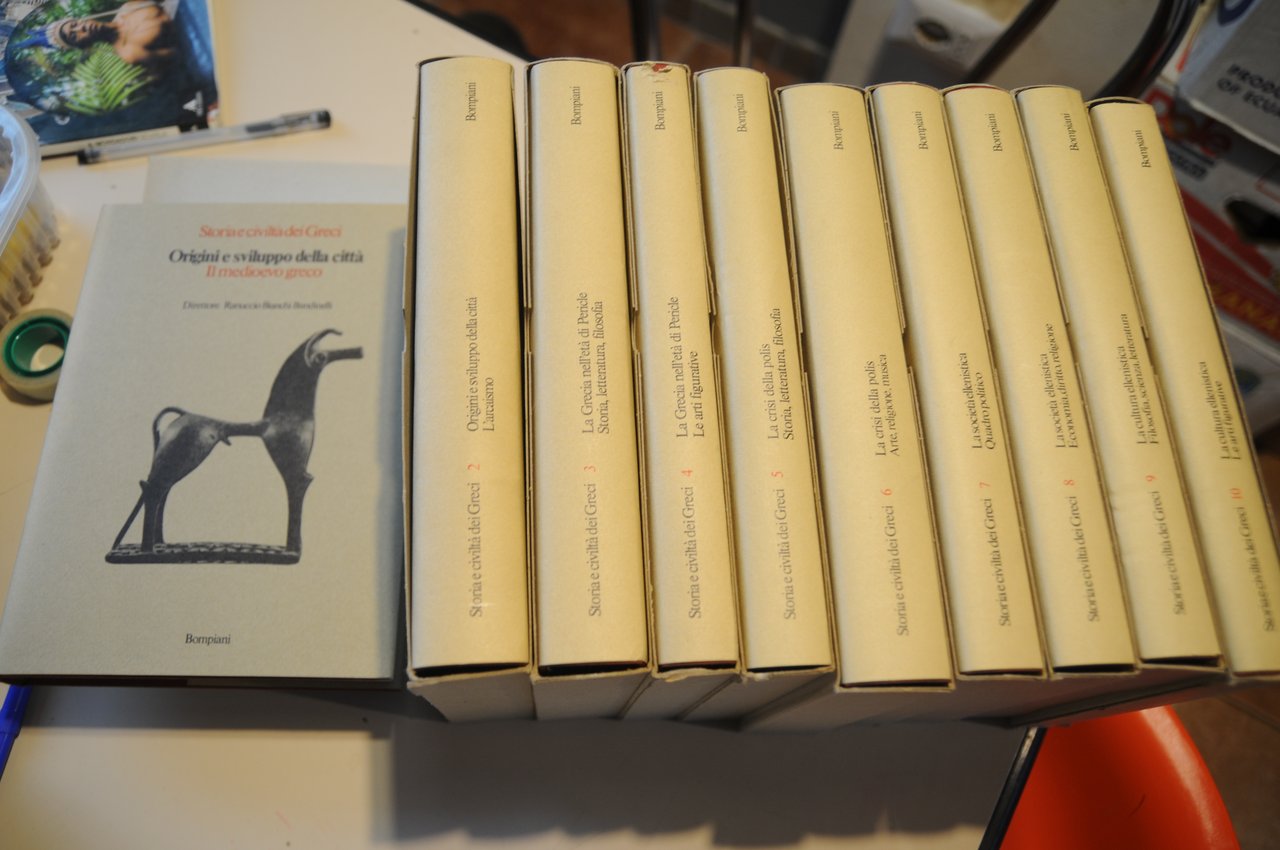 Storia e civiltà dei Greci
Origini e sviluppo della città
Il medioevo greco
Direttore Ranuccio Bianchi Bandinelli
Bompiani
Storia e civiltà dei Greci 2
Origini e sviluppo della città
L'arcaismo
Bompiani
Storia e civiltà dei Greci 3
La Grecia nell'età di Pericle
Storia, letteratura, filosofia
Bompiani
Storia e civiltà dei Greci 4
La Grecia nell'età di Pericle
Le arti figurative
Bompiani
Storia e civiltà dei Greci 5
La crisi della polis
Storia, letteratura, filosofia
Bompiani
Storia e civiltà dei Greci 6
La crisi della polis
Arte, religione, musica
Bompiani
Storia e civiltà dei Greci 7
La società ellenistica
Quadro politico
Bompiani
Storia e civiltà dei Greci 8
La società ellenistica
Economia, diritto, religione
Bompiani
Storia e civiltà dei Greci 9
La cultura ellenistica
Filosofia, scienza, letteratura
Bompiani
Storia e civiltà dei Greci 10
La cultura ellenistica
Le arti figurative
Bompiani